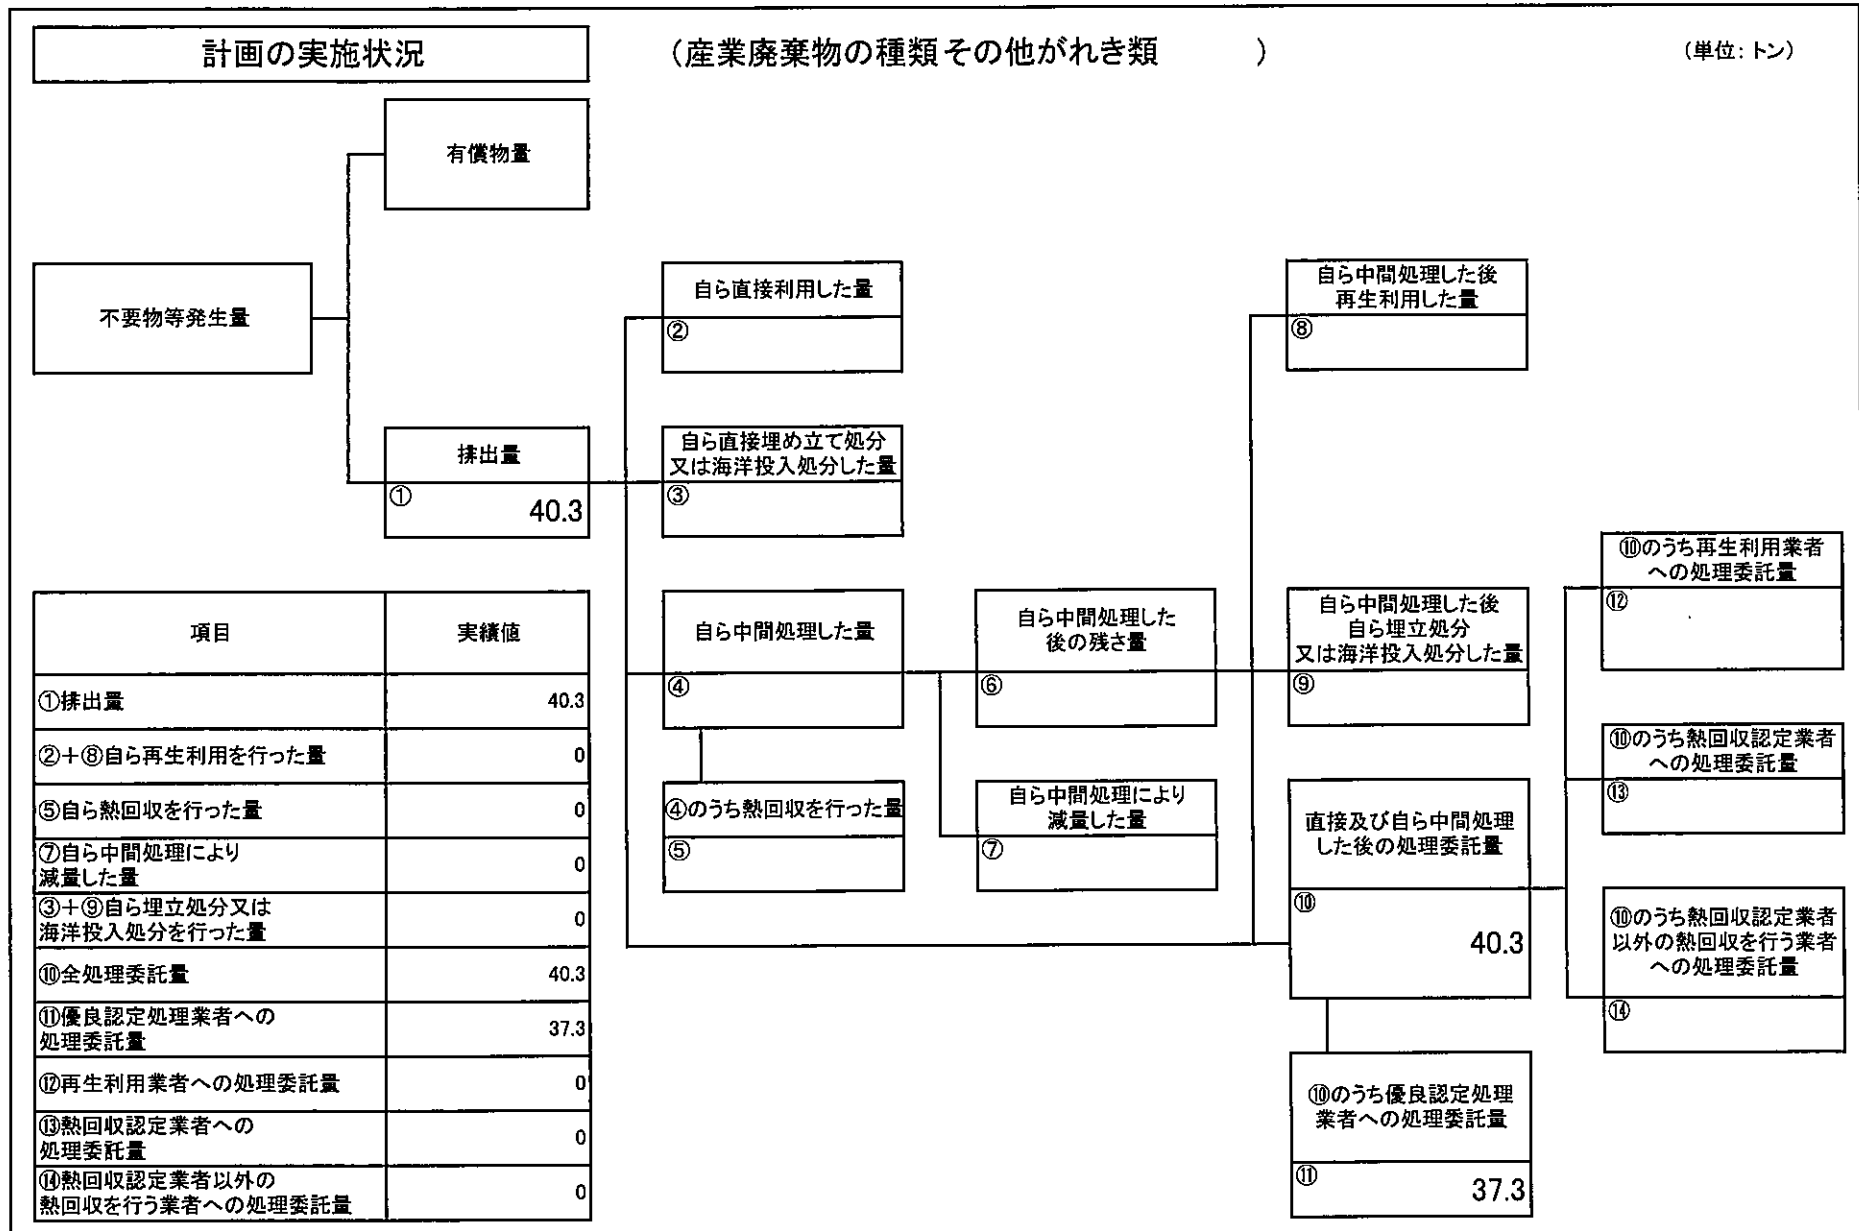 計画の実施状況
（産業廃棄物の種類その他がれき類　　　）
（単位：トン）
有償物量
不要物等発生量
排出量
① 40.3
自ら直接利用した量
②
自ら直接埋め立て処分
又は海洋投入処分した量
③
自ら中間処理した量
④
④のうち熱回収を行った量
⑤
自ら中間処理した
後の残さ量
⑥
自ら中間処理により
減量した量
⑦
自ら中間処理した後
再生利用した量
⑧
自ら中間処理した後
自ら埋立処分
又は海洋投入処分した量
⑨
直接及び自ら中間処理
した後の処理委託量
⑩
40.3
⑩のうち優良認定処理
業者への処理委託量
⑪ 37.3
⑩のうち再生利用業者
への処理委託量
⑫
⑩のうち熱回収認定業者
への処理委託量
⑬
⑩のうち熱回収認定業者
以外の熱回収を行う業者
への処理委託量
⑭
項目 実績値
①排出量 40.3
②＋⑧自ら再生利用を行った量 0
⑤自ら熱回収を行った量 0
⑦自ら中間処理により
減量した量 0
③＋⑨自ら埋立処分又は
海洋投入処分を行った量 0
⑩全処理委託量 40.3
⑪優良認定処理業者への
処理委託量 37.3
⑫再生利用業者への処理委託量 0
⑬熱回収認定業者への
処理委託量 0
⑭熱回収認定業者以外の
熱回収を行う業者への処理委託量 0